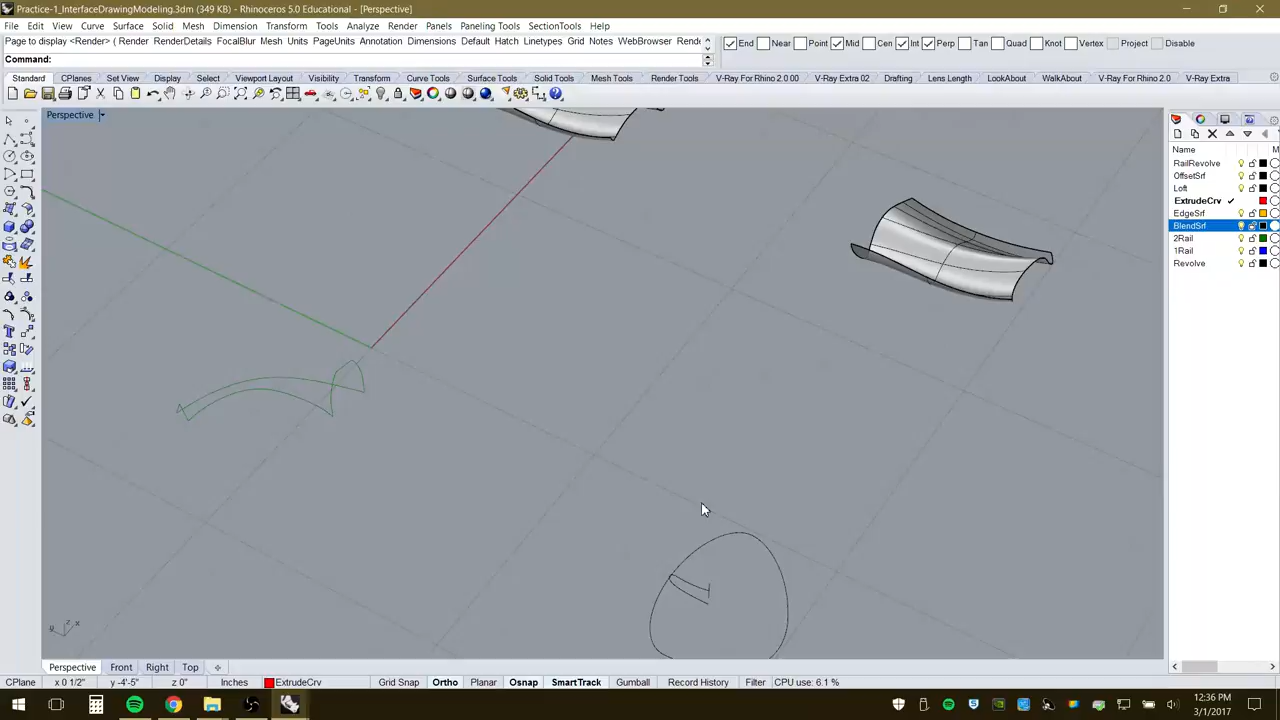 Practice-1_InterfaceDrawingModeling.3dm (349 KB) - Rhinoceros 5.0 Educational - [Perspective]
File Edit View Curve Surface Solid Mesh Dimension Transform Tools Analyze Render Panels Paneling Tools SectionTools Help
Page to display <Render> ( Render RenderDetails FocalBlur Mesh Units PageUnits Annotation Dimensions Default Hatch Linetypes Grid Notes WebBrowser Rende
End Near Point Mid Cen Int Perp Tan Quad Knot Vertex Project Disable
Command:
Standard CPlanes Set View Display Select Viewport Layout Visibility Transform Curve Tools Surface Tools Solid Tools Mesh Tools Render Tools V-Ray For Rhino 2.0 00 V-Ray Extra 02 Drafting Lens Length LookAbout WalkAbout V-Ray For Rhino 2.0 V-Ray Extra
Perspective
Name M
RailRevolve
OffsetSrf
Loft
ExtrudeCrv
EdgeSrf
BlendSrf
2Rail
1Rail
Revolve
y z x
Perspective Front Right Top
CPlane x 0 1/2" y -4'-5" z 0" Inches ExtrudeCrv Grid Snap Ortho Planar Osnap SmartTrack Gumball Record History Filter CPU use: 6.1 %
12:36 PM
3/1/2017